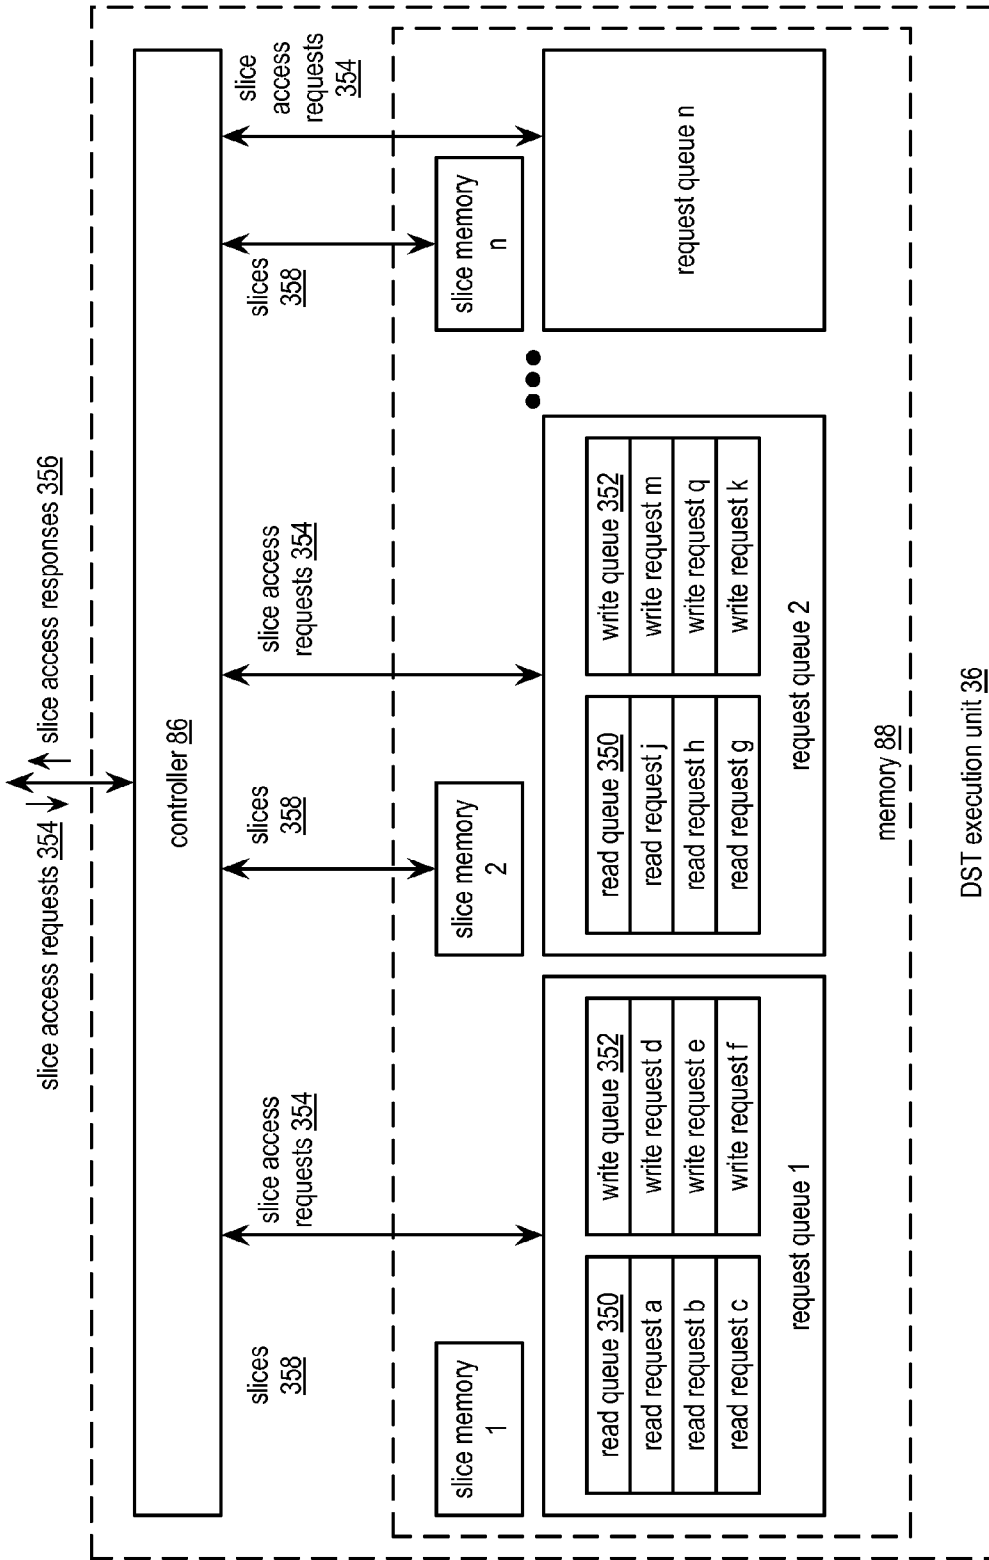 slice access requests 354
slice access responses 356
controller 86
slices
358
slice access
requests 354
slices
358
slice access
requests 354
slices
358
slice
access
requests
354
slice memory
1
slice memory
2
slice memory
n
read queue 350
read request a
read request b
read request c
write queue 352
write request d
write request e
write request f
request queue 1
read queue 350
read request j
read request h
read request g
write queue 352
write request m
write request q
write request k
request queue 2
request queue n
memory 88
DST execution unit 36